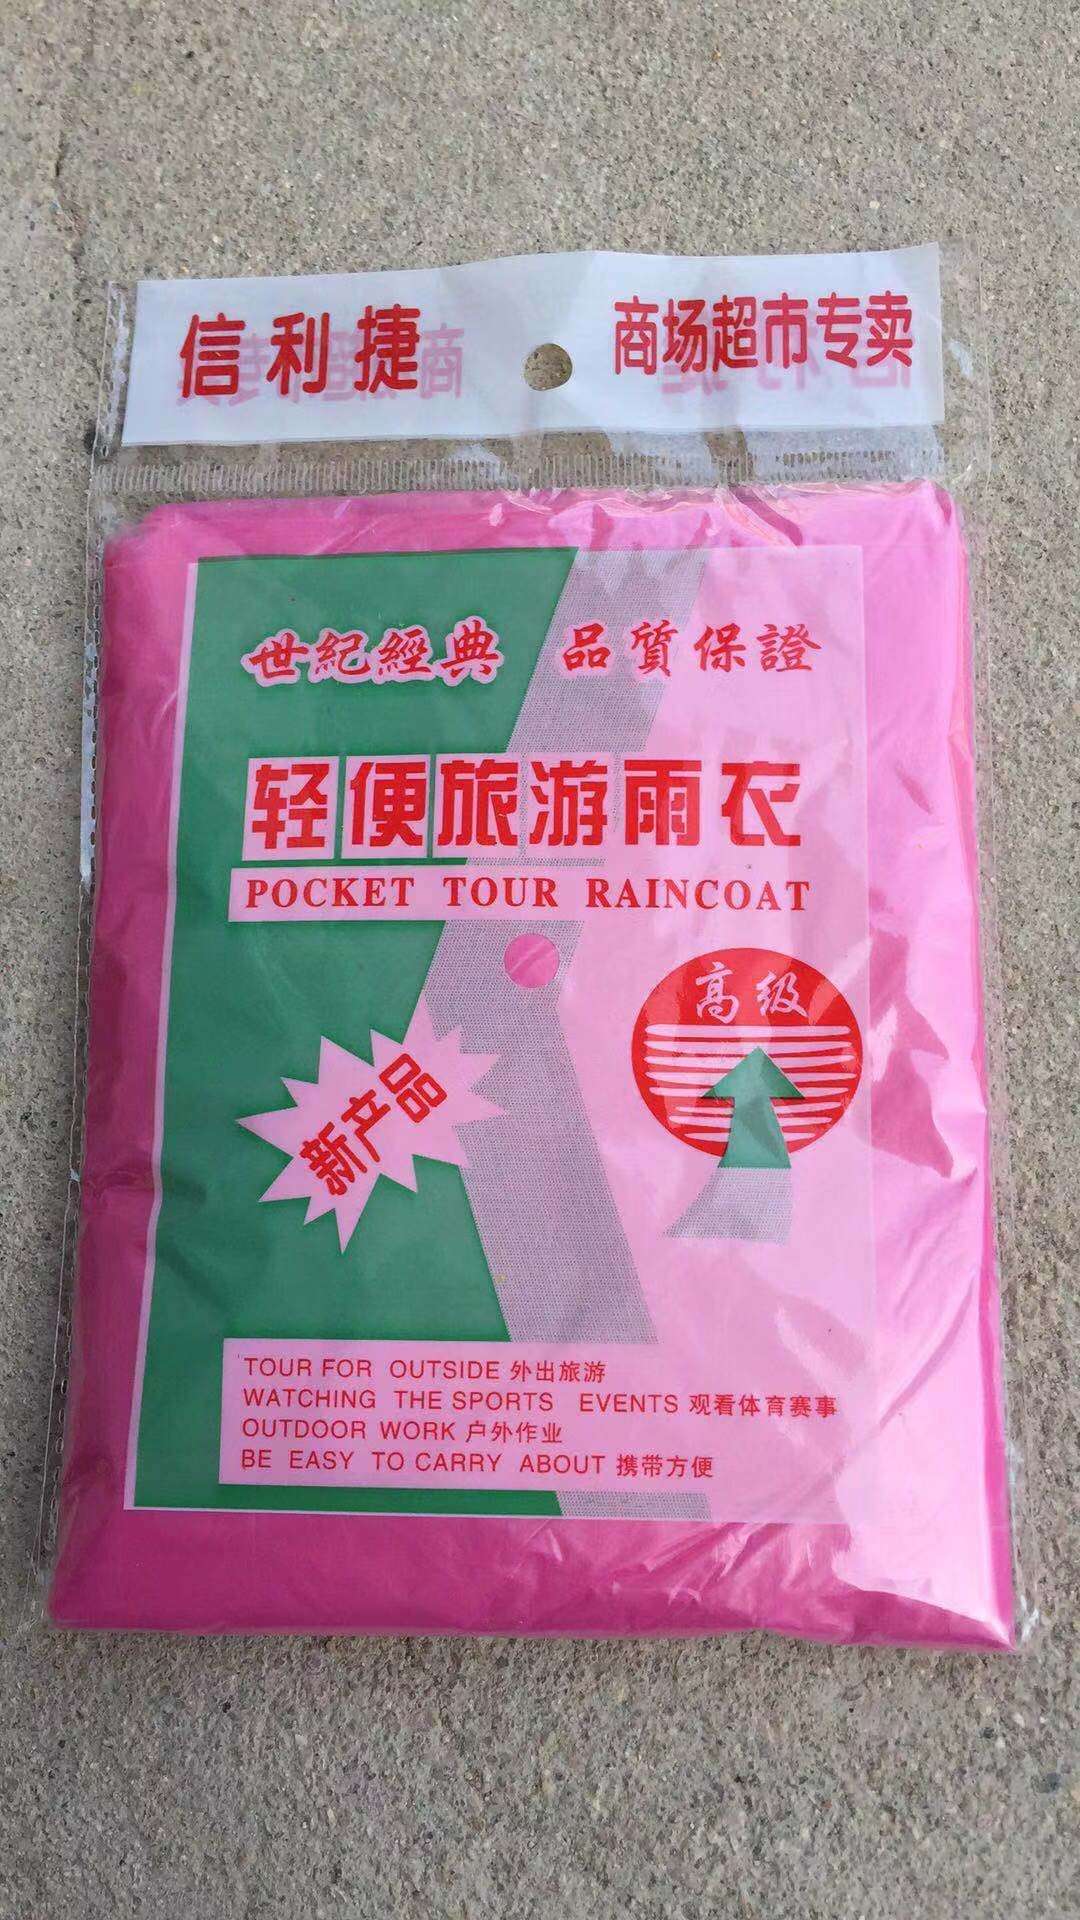 信利捷 商场超市专卖
世紀經典 品質保證
轻便旅游雨衣
POCKET TOUR RAINCOAT
高级
新产品
TOUR FOR OUTSIDE 外出旅游
WATCHING THE SPORTS EVENTS 观看体育赛事
OUTDOOR WORK 户外作业
BE EASY TO CARRY ABOUT 携带方便